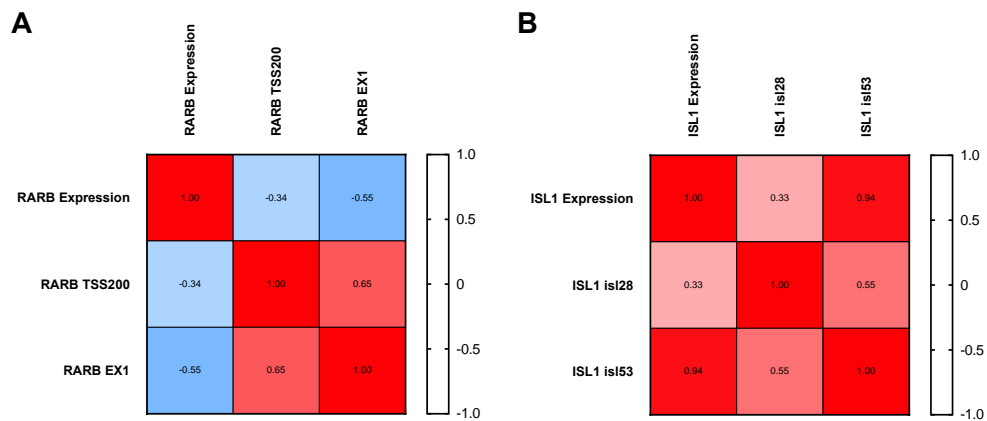 A
RARB Expression
RARB TSS200
RARB EX1
RARB Expression
1.00
-0.34
-0.55
RARB TSS200
-0.34
1.00
0.65
RARB EX1
-0.55
0.65
1.00
1.0
0.5
0
-0.5
-1.0
B
ISL1 Expression
ISL1 isl28
ISL1 isl53
ISL1 Expression
1.00
0.33
0.94
ISL1 isl28
0.33
1.00
0.55
ISL1 isl53
0.94
0.55
1.00
1.0
0.5
0
-0.5
-1.0